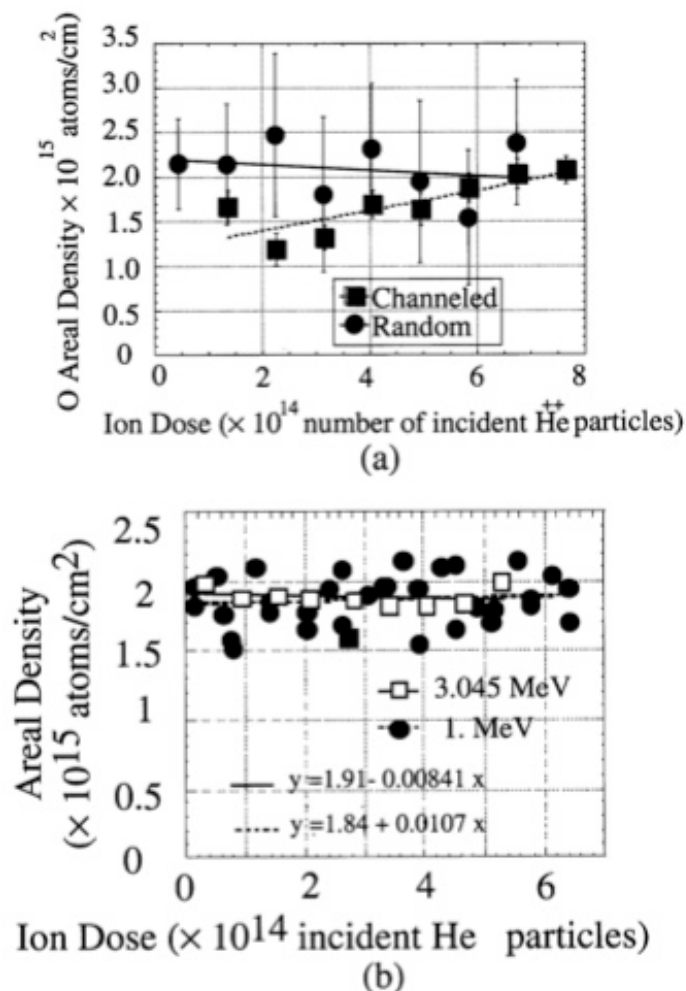 3.5
3.0
2.5
2.0
1.5
1.0
0.5
0
O Areal Density × 10^15 atoms/cm^2
Channeled
Random
0 2 4 6 8
Ion Dose (× 10^14 number of incident He^++ particles)
(a)
2.5
2
1.5
1
0.5
0
Areal Density
(× 10^15 atoms/cm2)
3.045 MeV
1. MeV
y =1.91- 0.00841 x
y =1.84 + 0.0107 x
0 2 4 6
Ion Dose (× 10^14 incident He particles)
(b)